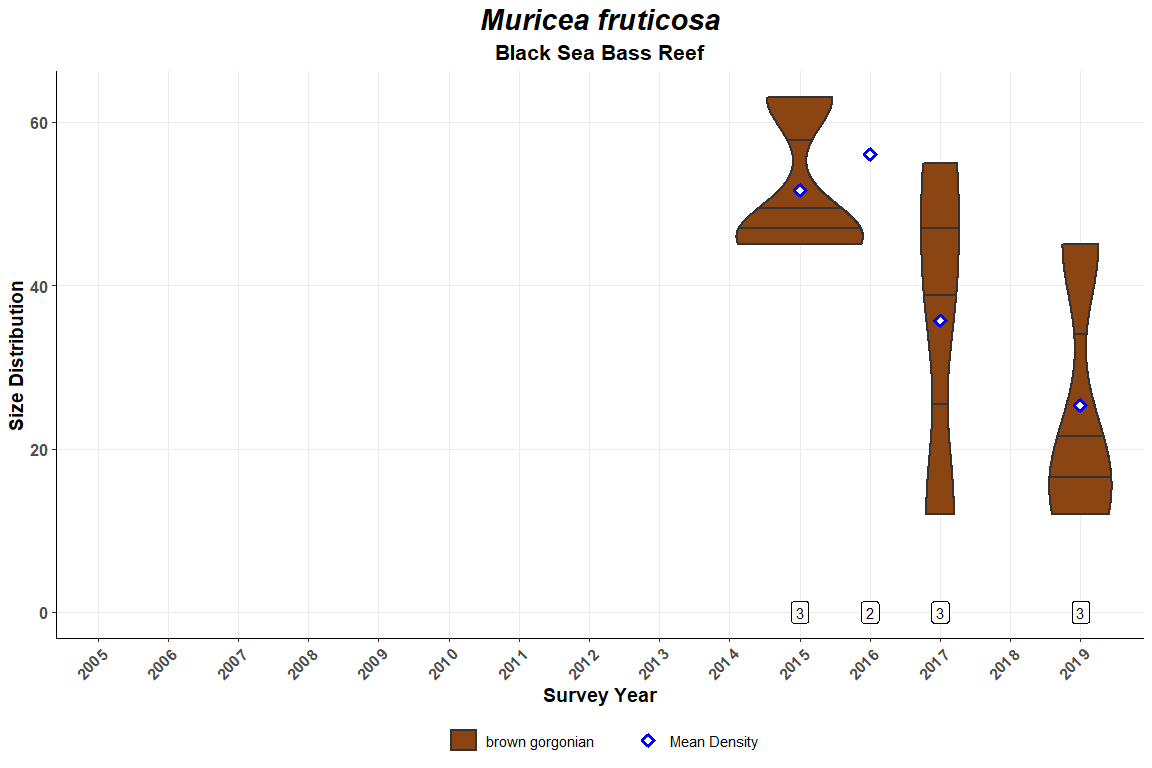 Muricea fruticosa
Black Sea Bass Reef
Size Distribution
60
40
20
0
3 2 3 3
2005 2006 2007 2008 2009 2010 2011 2012 2013 2014 2015 2016 2017 2018 2019
Survey Year
brown gorgonian Mean Density